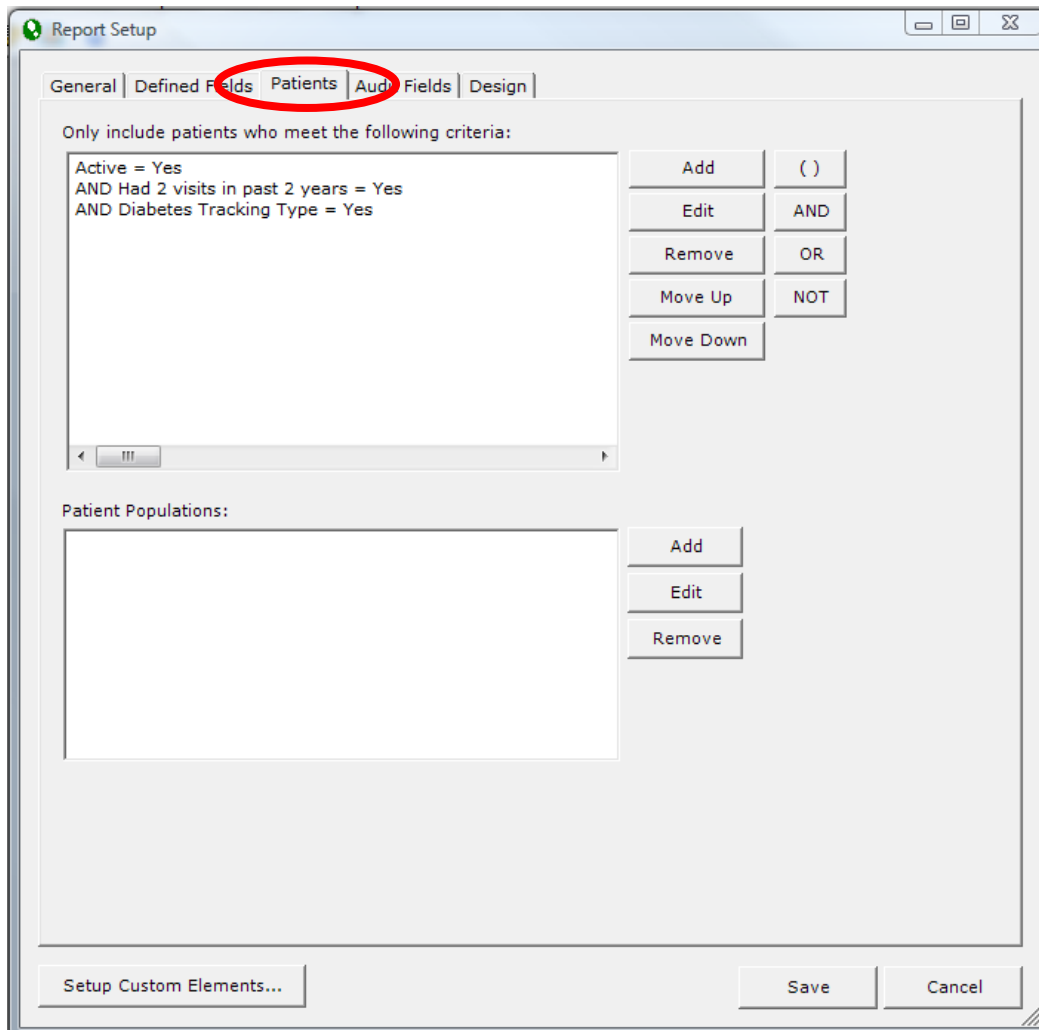 Report Setup
General Defined Fields Patients Audit Fields Design
Only include patients who meet the following criteria:
Active = Yes
AND Had 2 visits in past 2 years = Yes
AND Diabetes Tracking Type = Yes
Add ( )
Edit AND
Remove OR
Move Up NOT
Move Down
Patient Populations:
Add
Edit
Remove
Setup Custom Elements... Save Cancel